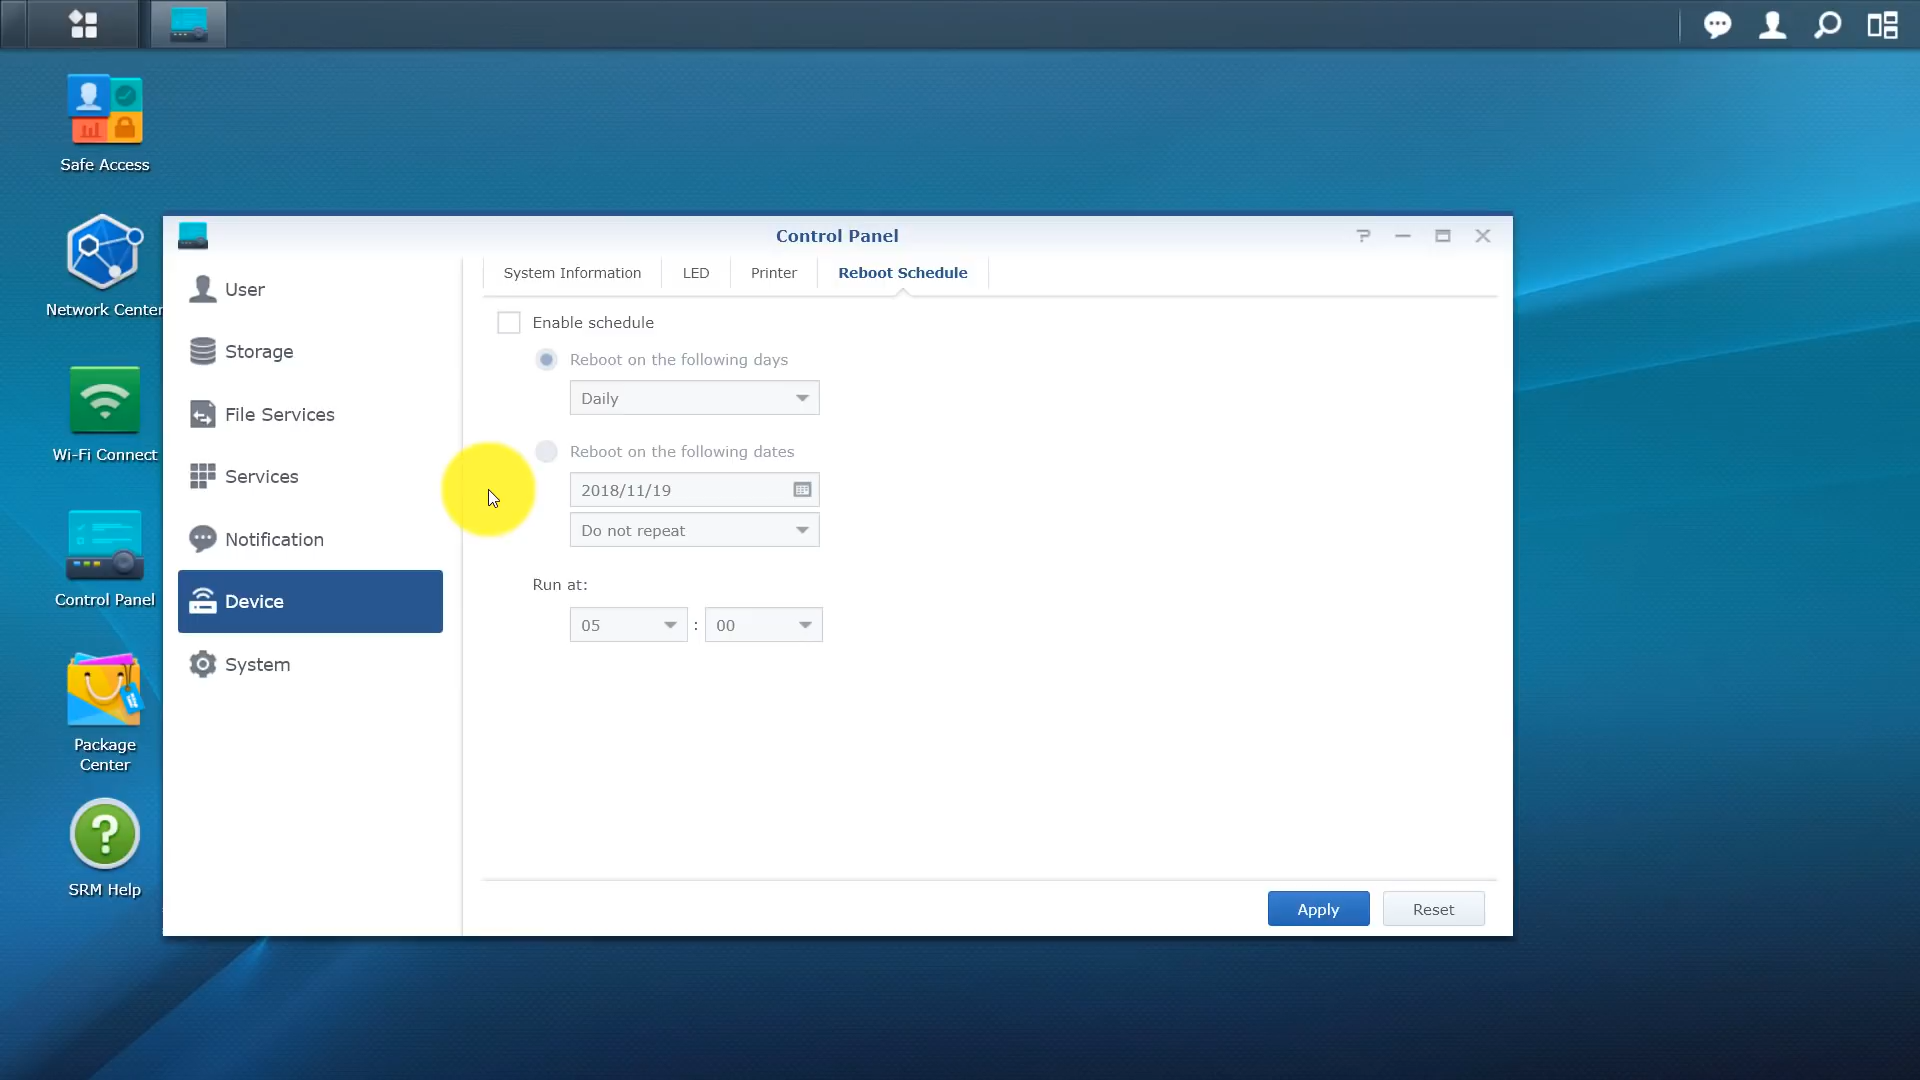 Safe Access
Network Center
Wi-Fi Connect
Control Panel
Package
Center
SRM Help
Control Panel
User
Storage
File Services
Services
Notification
Device
System
System Information
LED
Printer
Reboot Schedule
Enable schedule
Reboot on the following days
Daily
Reboot on the following dates
2018/11/19
Do not repeat
Run at:
05 : 00
Apply
Reset